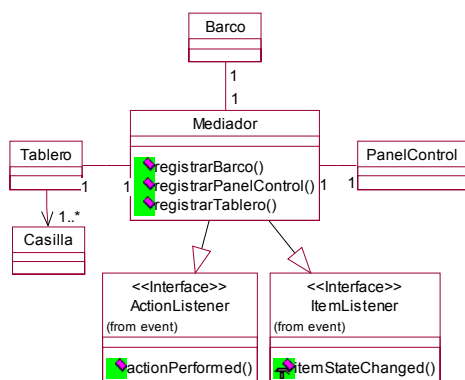 Barco
1
1
Mediador
registrarBarco()
registrarPanelControl()
registrarTablero()
Tablero
1
1
PanelControl
1
1
1..*
Casilla
<<Interface>>
ActionListener
(from event)
actionPerformed()
<<Interface>>
ItemListener
(from event)
itemStateChanged()